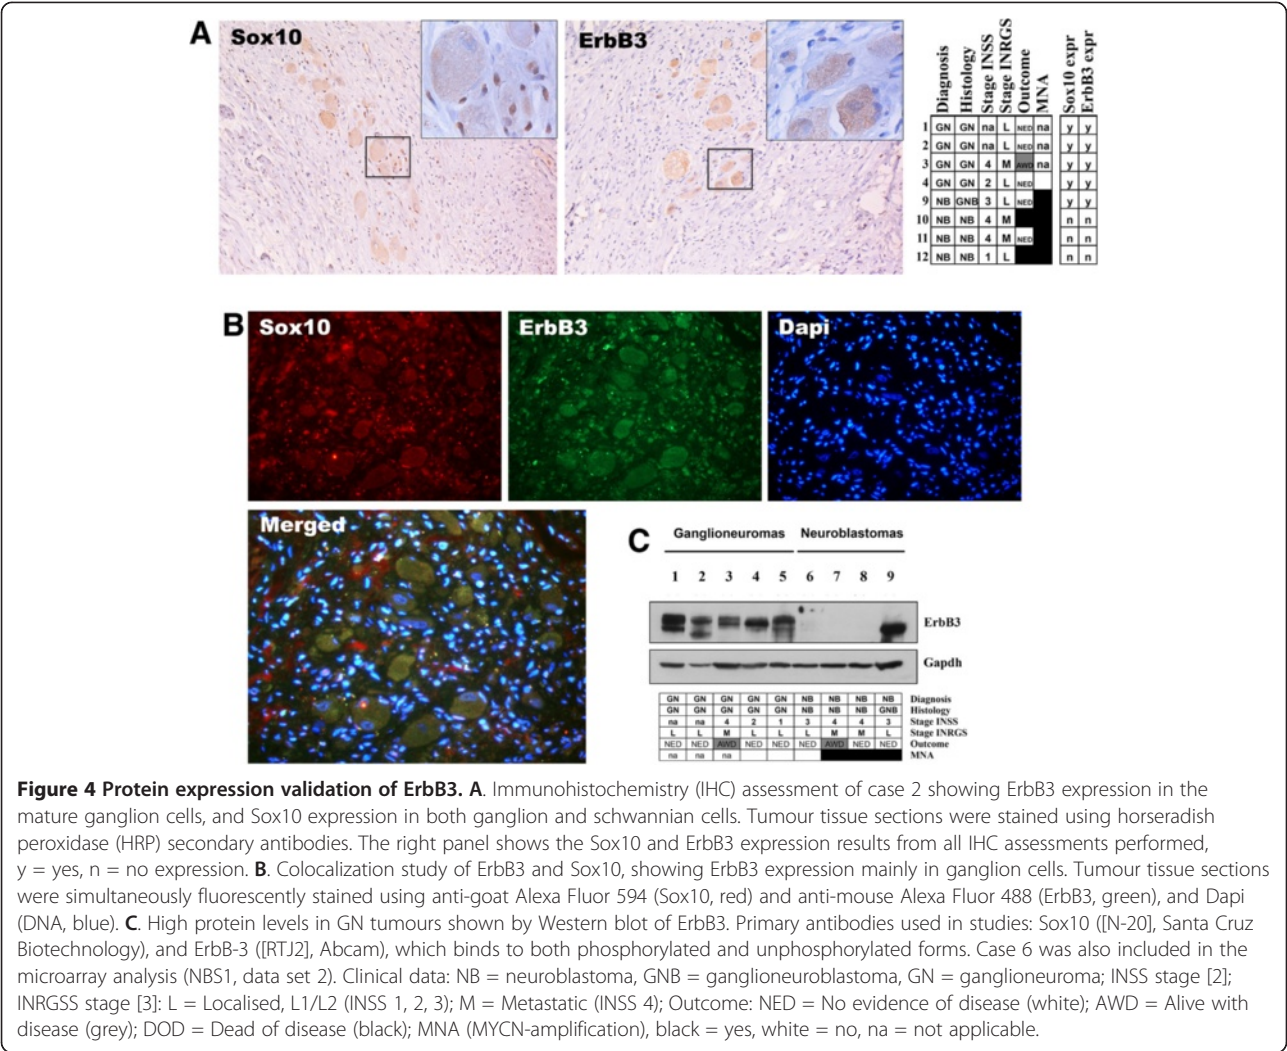 A
Sox10
ErbB3
Diagnosis
Histology
Stage INSS
Stage INRGS
Outcome
MNA
Sox10 expr
ErbB3 expr
1 GN GN na L NED na y y
2 GN GN na L NED na y y
3 GN GN 4 M AWD na y y
4 GN GN 2 L NED y y
9 NB GNB 3 L NED y y
10 NB NB 4 M n n
11 NB NB 4 M NED n n
12 NB NB 1 L n n
B
Sox10
ErbB3
Dapi
Merged
C
Ganglioneuromas Neuroblastomas
1 2 3 4 5 6 7 8 9
ErbB3
Gapdh
GN GN GN GN GN NB NB NB NB Diagnosis
GN GN GN GN GN NB NB NB GNB Histology
na na 4 2 1 3 4 4 3 Stage INSS
L L M L L L M M L Stage INRGS
NED NED AWD NED NED NED AWD NED NED Outcome
na na na MNA
Figure 4 Protein expression validation of ErbB3. A. Immunohistochemistry (IHC) assessment of case 2 showing ErbB3 expression in the
mature ganglion cells, and Sox10 expression in both ganglion and schwannian cells. Tumour tissue sections were stained using horseradish
peroxidase (HRP) secondary antibodies. The right panel shows the Sox10 and ErbB3 expression results from all IHC assessments performed,
y = yes, n = no expression. B. Colocalization study of ErbB3 and Sox10, showing ErbB3 expression mainly in ganglion cells. Tumour tissue sections
were simultaneously fluorescently stained using anti-goat Alexa Fluor 594 (Sox10, red) and anti-mouse Alexa Fluor 488 (ErbB3, green), and Dapi
(DNA, blue). C. High protein levels in GN tumours shown by Western blot of ErbB3. Primary antibodies used in studies: Sox10 ([N-20], Santa Cruz
Biotechnology), and ErbB-3 ([RTJ2], Abcam), which binds to both phosphorylated and unphosphorylated forms. Case 6 was also included in the
microarray analysis (NBS1, data set 2). Clinical data: NB = neuroblastoma, GNB = ganglioneuroblastoma, GN = ganglioneuroma; INSS stage [2];
INRGSS stage [3]: L = Localised, L1/L2 (INSS 1, 2, 3); M = Metastatic (INSS 4); Outcome: NED = No evidence of disease (white); AWD = Alive with
disease (grey); DOD = Dead of disease (black); MNA (MYCN-amplification), black = yes, white = no, na = not applicable.